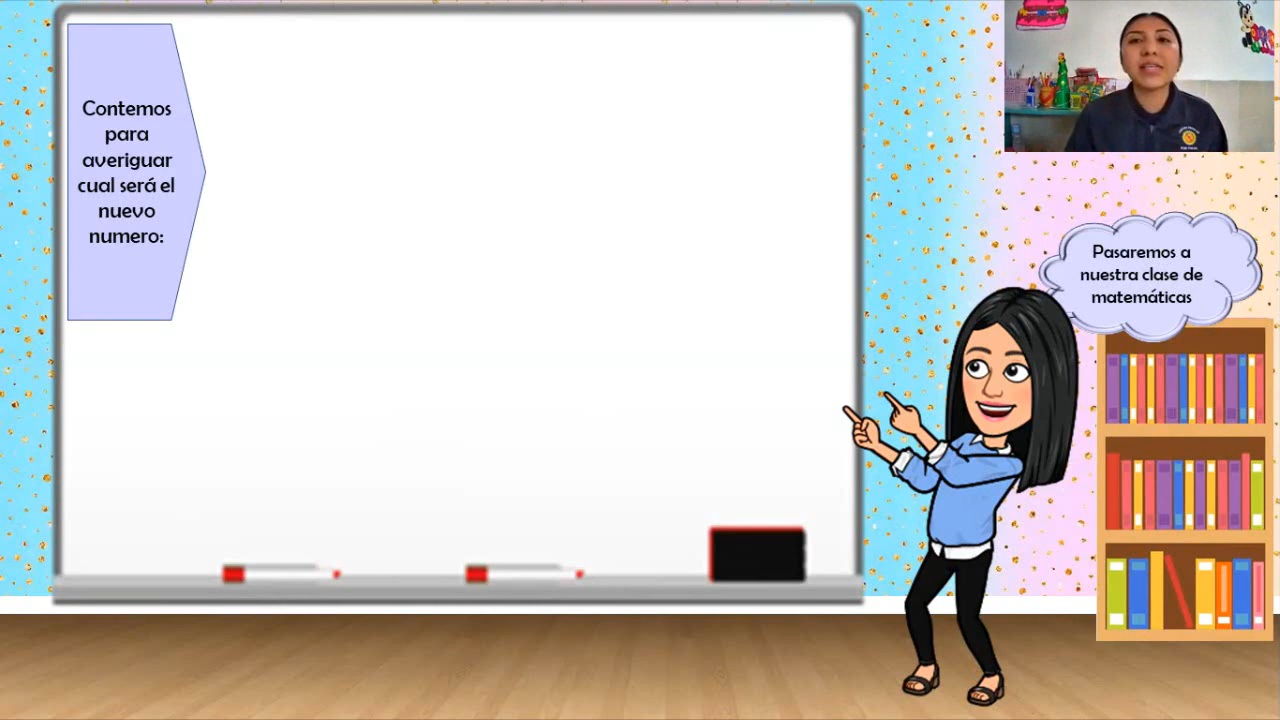 Contemos
para
averiguar
cual será el
nuevo
numero:
Pasaremos a
nuestra clase de
matemáticas